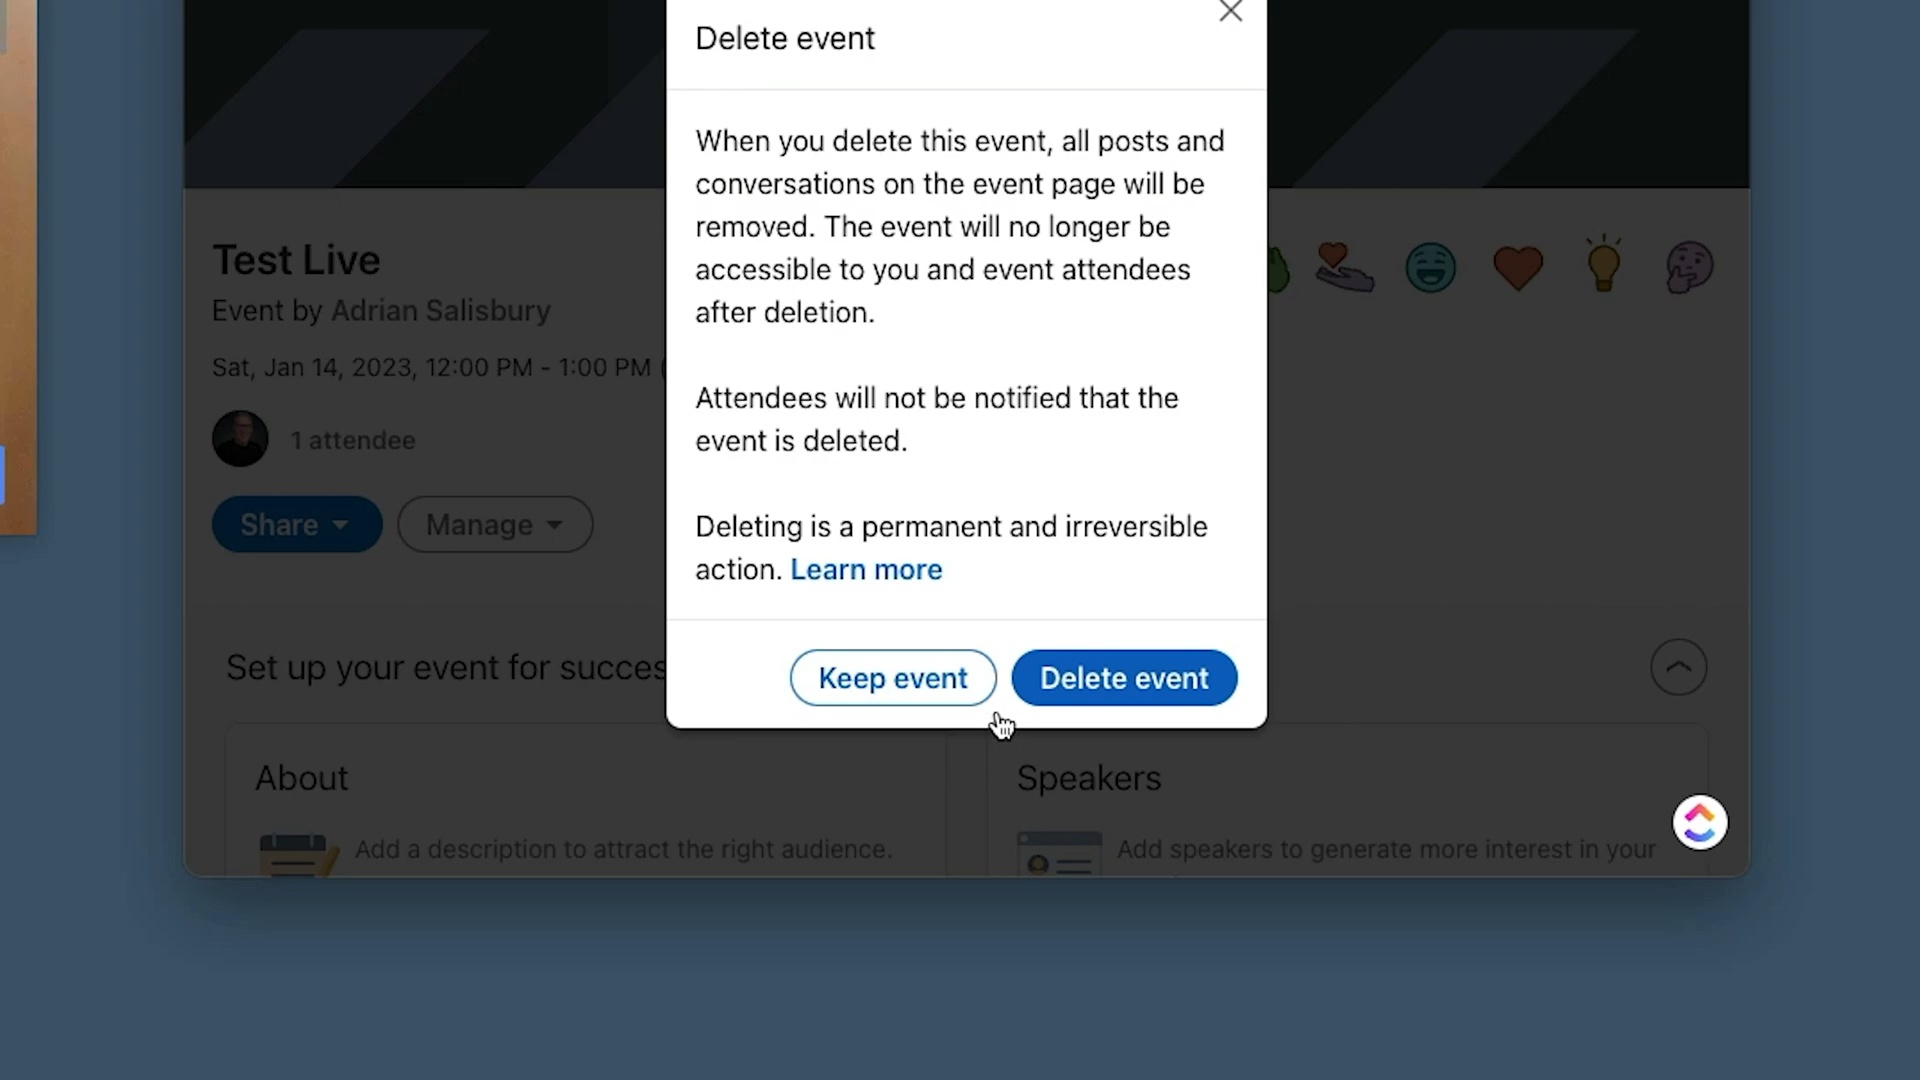 Delete event
When you delete this event, all posts and
conversations on the event page will be
removed. The event will no longer be
accessible to you and event attendees
after deletion.
Attendees will not be notified that the
event is deleted.
Deleting is a permanent and irreversible
action. Learn more
Keep event
Delete event
Test Live
Event by Adrian Salisbury
Sat, Jan 14, 2023, 12:00 PM - 1:00 PM (
1 attendee
Share
Manage
Set up your event for succes
About
Add a description to attract the right audience.
Speakers
Add speakers to generate more interest in your